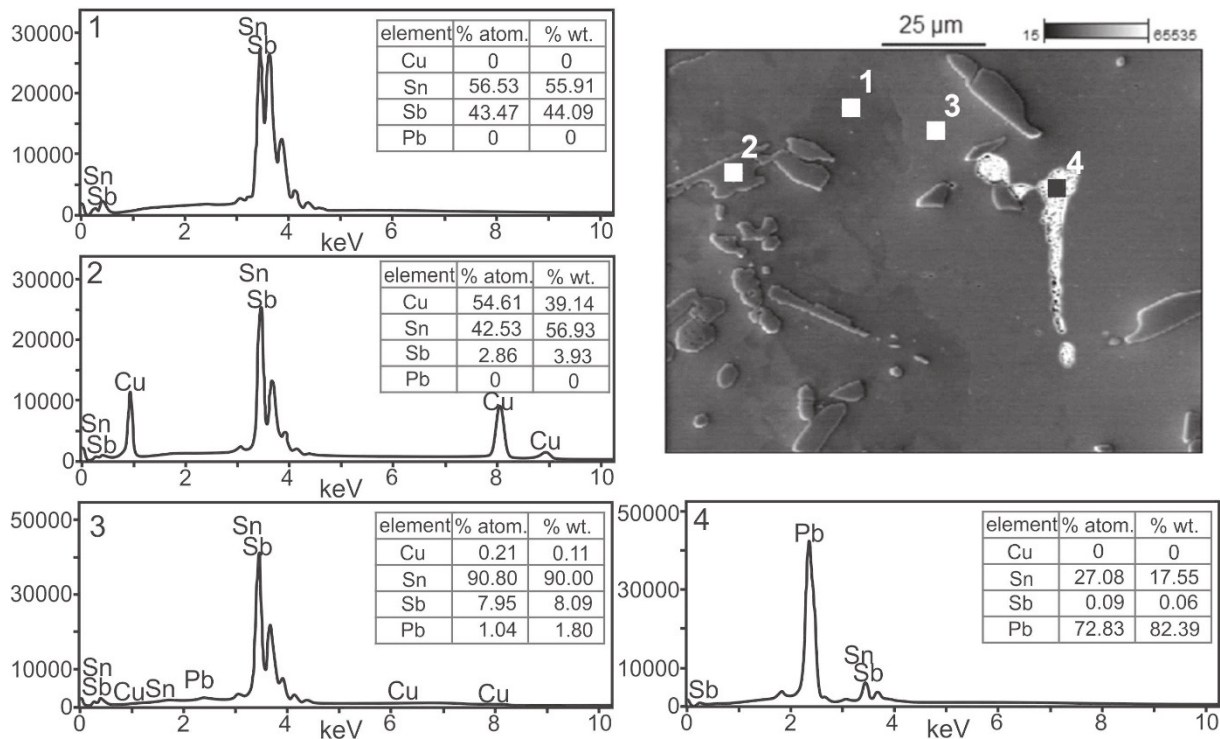 1
30000
20000
10000
0
Sn
Sb
Sn
Sb
element % atom. % wt.
Cu 0 0
Sn 56.53 55.91
Sb 43.47 44.09
Pb 0 0
0 2 4 6 8 10
keV
25 µm
15 65535
1
2
3
4
2
30000
20000
10000
0
Sn
Sb
Cu
Sn
Sb
Cu
Cu
element % atom. % wt.
Cu 54.61 39.14
Sn 42.53 56.93
Sb 2.86 3.93
Pb 0 0
0 2 4 6 8 10
keV
3
50000
40000
30000
20000
10000
0
Sn
Sb
Sn
Sb Cu Sn Pb Cu Cu
element % atom. % wt.
Cu 0.21 0.11
Sn 90.80 90.00
Sb 7.95 8.09
Pb 1.04 1.80
0 2 4 6 8 10
keV
4
50000
30000
20000
10000
0
Pb
Sn
Sb
Sb
element % atom. % wt.
Cu 0 0
Sn 27.08 17.55
Sb 0.09 0.06
Pb 72.83 82.39
0 2 4 6 8 10
keV